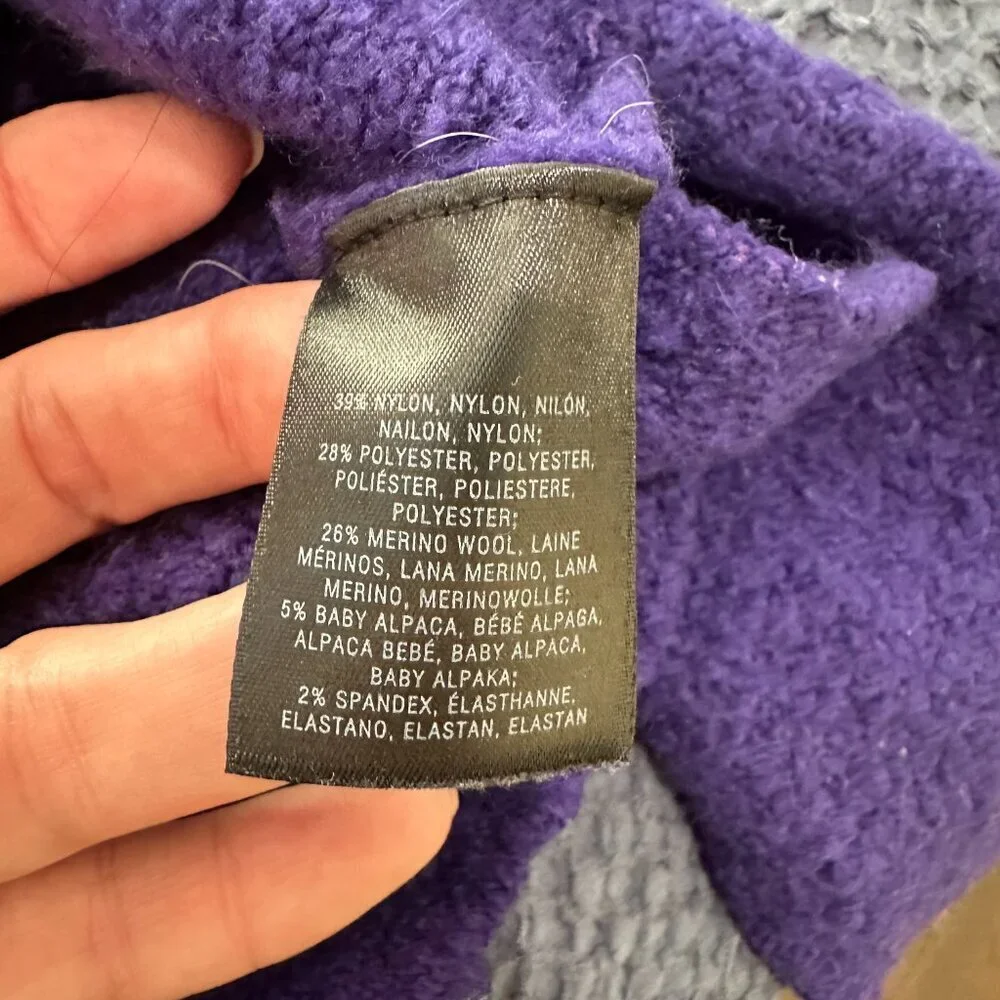 39% NYLON, NYLON, NILÓN,
NAILON, NYLON;
28% POLYESTER, POLYESTER,
POLIÉSTER, POLIESTERE,
POLYESTER;
26% MERINO WOOL, LAINE
MÉRINOS, LANA MERINO, LANA
MERINO, MERINOWOLLE;
5% BABY ALPACA, BÉBÉ ALPAGA,
ALPACA BEBÉ, BABY ALPACA,
BABY ALPAKA;
2% SPANDEX, ÉLASTHANNE,
ELASTANO, ELASTAN, ELASTAN